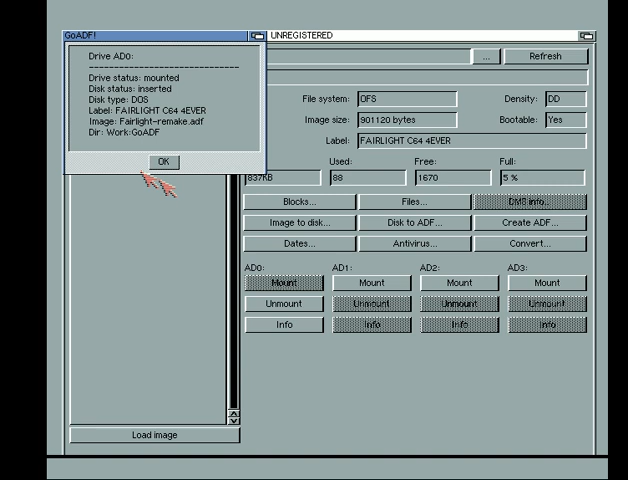 GoADF!
UNREGISTERED
Drive AD0:
----------------------------------------
Drive status: mounted
Disk status: inserted
Disk type: DOS
Label: FAIRLIGHT C64 4EVER
Image: Fairlight-remake.adf
Dir: Work:GoADF
OK
...
Refresh
File system:
OFS
Density:
DD
Image size:
901120 bytes
Bootable:
Yes
Label:
FAIRLIGHT C64 4EVER
Used:
Free:
Full:
837KB
88
1670
5 %
Blocks...
Files...
DMS info...
Image to disk...
Disk to ADF...
Create ADF...
Dates...
Antivirus...
Convert...
AD0:
AD1:
AD2:
AD3:
Mount
Mount
Mount
Mount
Unmount
Unmount
Unmount
Unmount
Info
Info
Info
Info
Load image